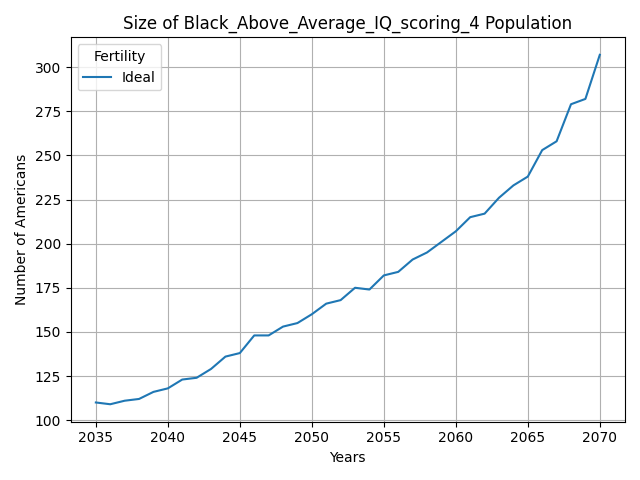 Size of Black_Above_Average_IQ_scoring_4 Population
Fertility
Ideal
Number of Americans
300
275
250
225
200
175
150
125
100
2035 2040 2045 2050 2055 2060 2065 2070
Years